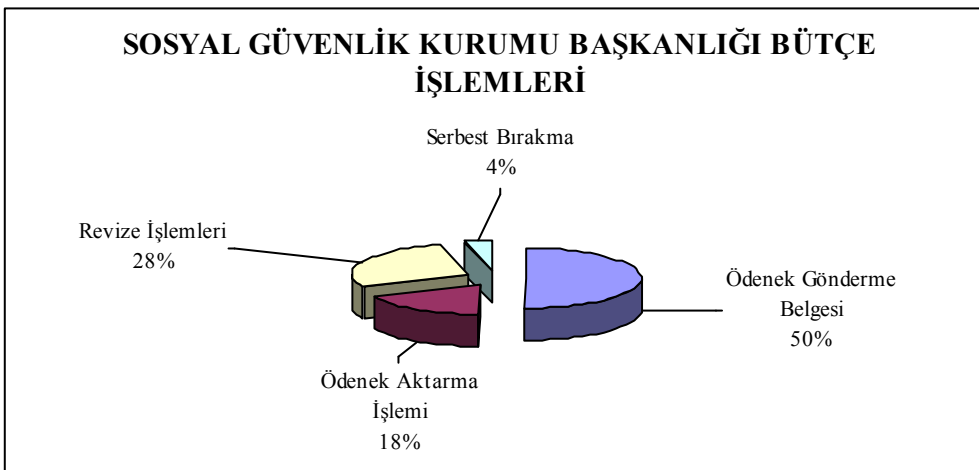 SOSYAL GÜVENLİK KURUMU BAŞKANLIĞI BÜTÇE
İŞLEMLERİ
Serbest Bırakma
4%
Revize İşlemleri
28%
Ödenek Gönderme
Belgesi
50%
Ödenek Aktarma
İşlemi
18%